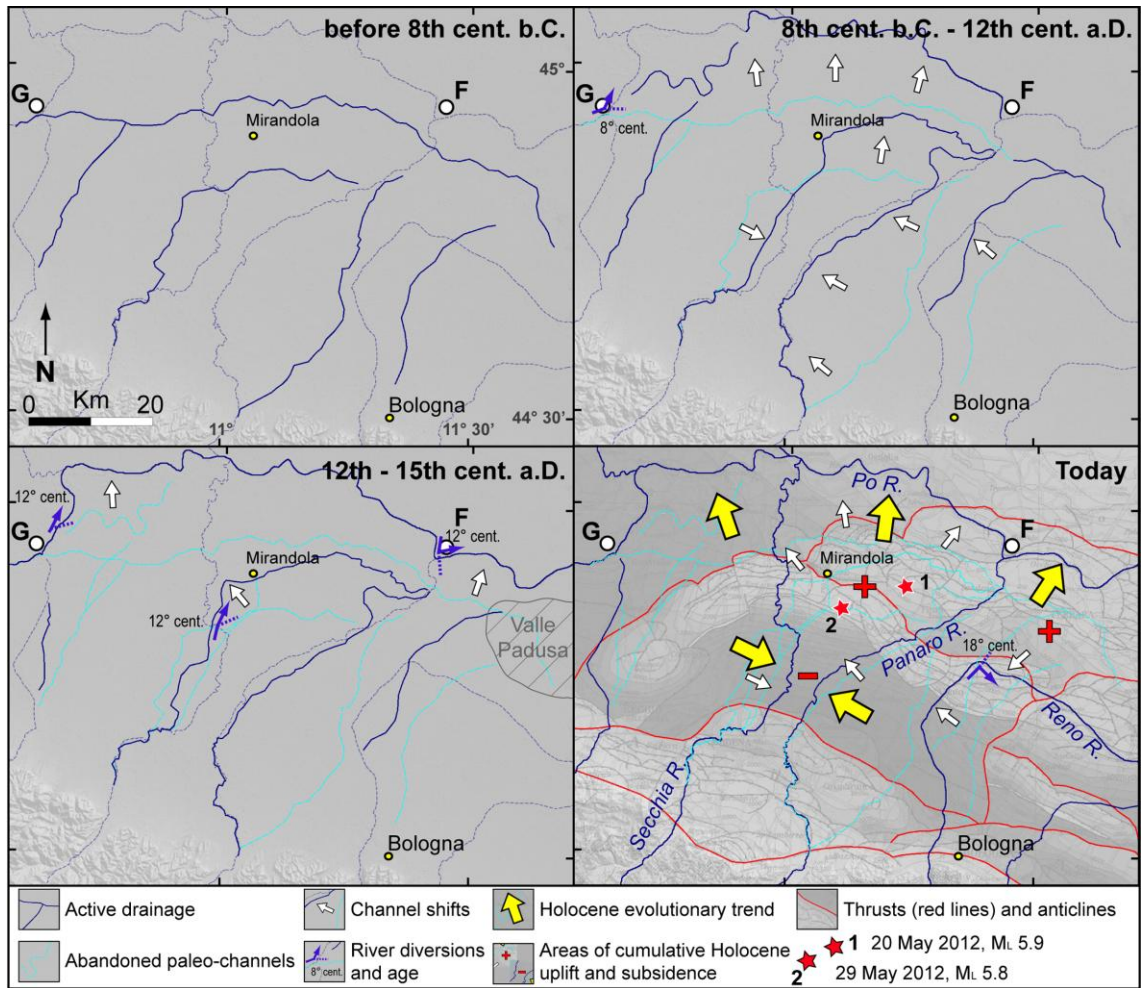 before 8th cent. b.C.
45°
G
F
Mirandola
N
Km
0 20
Bologna
44° 30'
11°
11° 30'
8th cent. b.C. - 12th cent. a.D.
G
F
8° cent.
Mirandola
Bologna
12th - 15th cent. a.D.
12° cent.
G
F
12° cent.
Mirandola
12° cent.
Valle
Padusa
Bologna
Today
Po R.
G
F
Mirandola
+
1
2
+
Panaro R.
18° cent.
-
Reno R.
Secchia R.
Bologna
Active drainage
Abandoned paleo-channels
Channel shifts
8° cent.
River diversions
and age
Holocene evolutionary trend
+
-
Areas of cumulative Holocene
uplift and subsidence
Thrusts (red lines) and anticlines
1 20 May 2012, ML 5.9
2 29 May 2012, ML 5.8